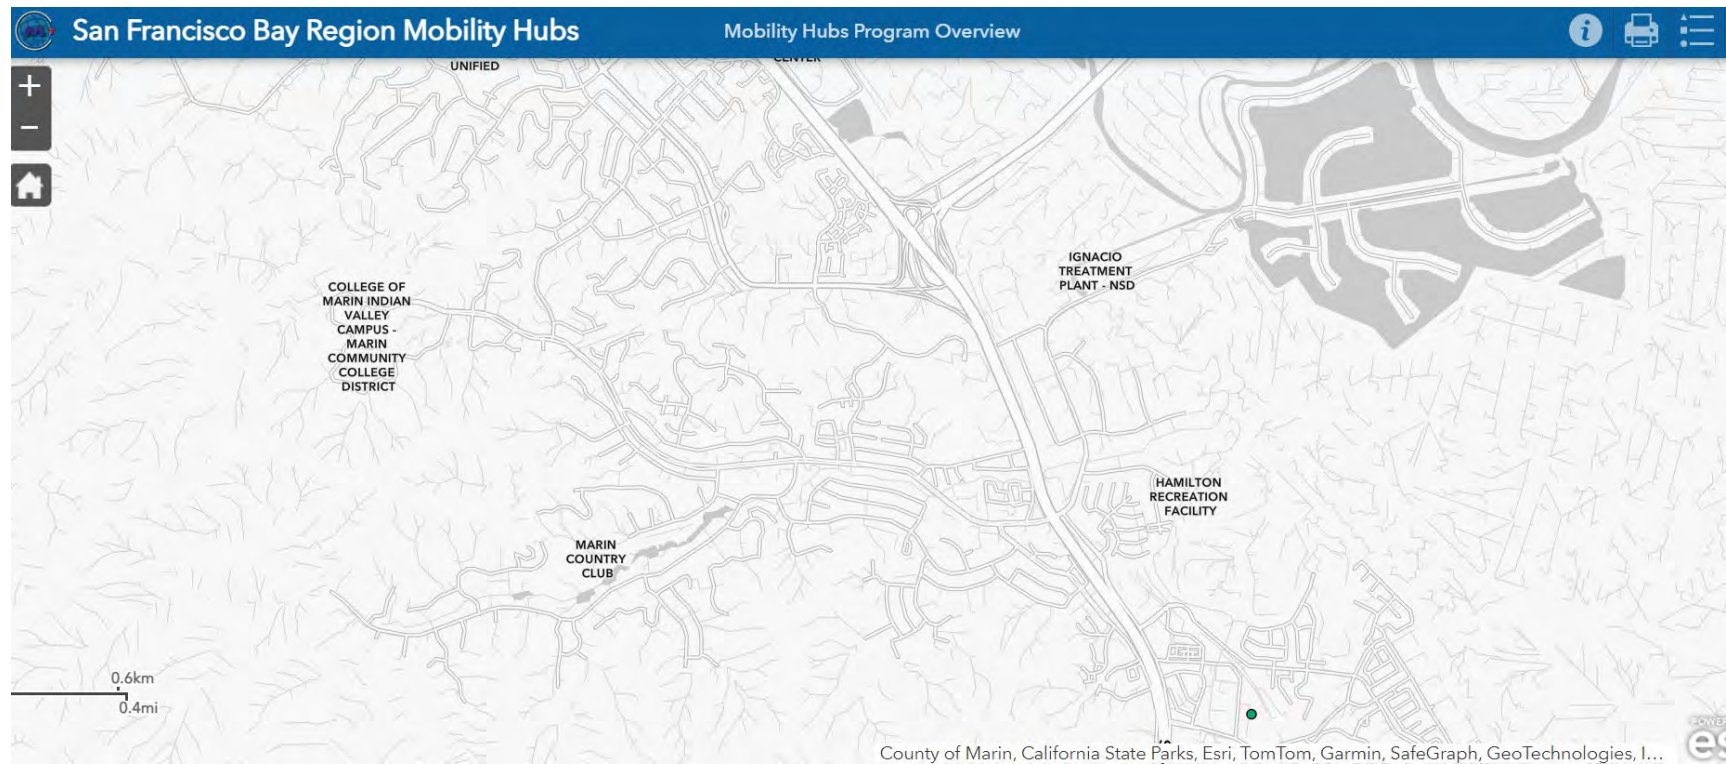 San Francisco Bay Region Mobility Hubs
Mobility Hubs Program Overview
+
−
UNIFIED
CENTER
IGNACIO
TREATMENT
PLANT - NSD
COLLEGE OF
MARIN INDIAN
VALLEY
CAMPUS -
MARIN
COMMUNITY
COLLEGE
DISTRICT
HAMILTON
RECREATION
FACILITY
MARIN
COUNTRY
CLUB
0.6km
0.4mi
County of Marin, California State Parks, Esri, TomTom, Garmin, SafeGraph, GeoTechnologies, I...